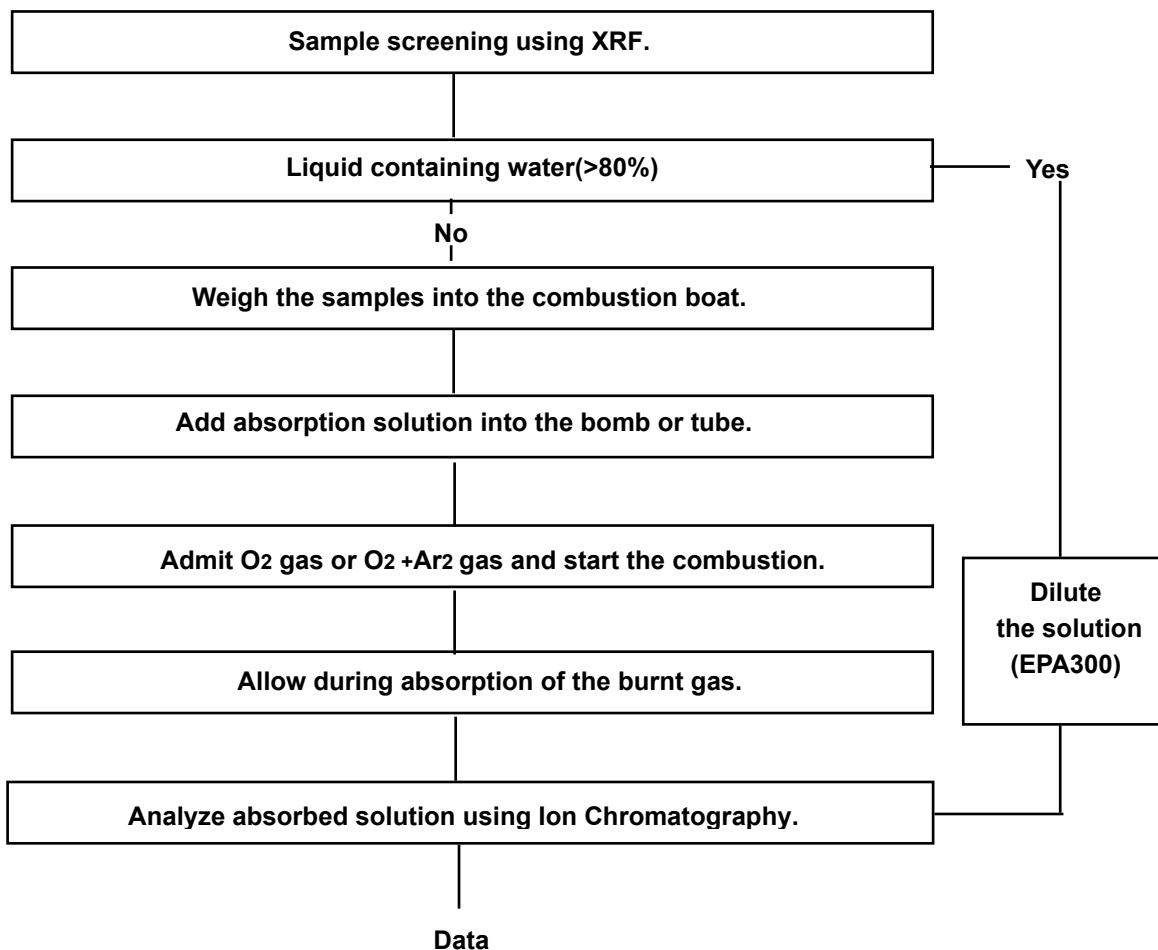 Sample screening using XRF.
Liquid containing water(>80%)
Yes
No
Weigh the samples into the combustion boat.
Add absorption solution into the bomb or tube.
Admit O2 gas or O2 +Ar2 gas and start the combustion.
Dilute
the solution
(EPA300)
Allow during absorption of the burnt gas.
Analyze absorbed solution using Ion Chromatography.
Data